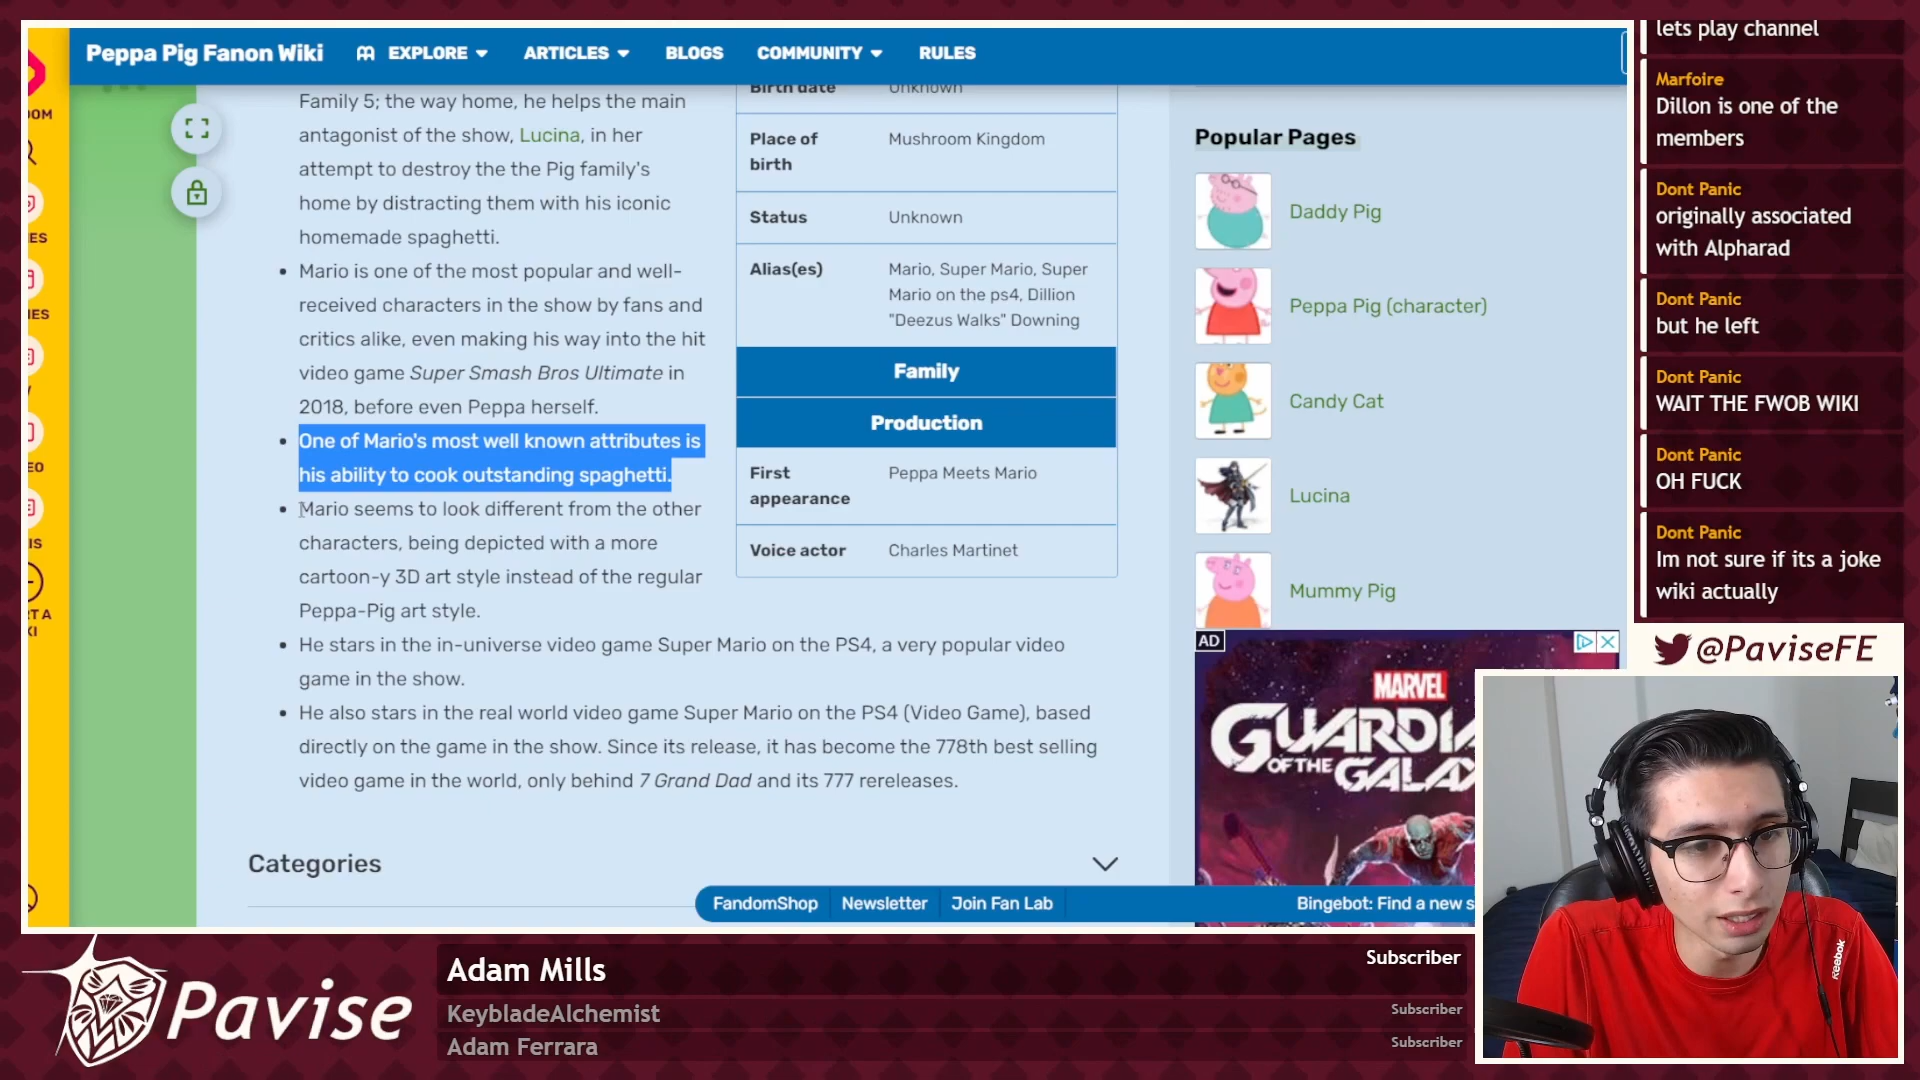 Peppa Pig Fanon Wiki
EXPLORE
ARTICLES
BLOGS
COMMUNITY
RULES
Family 5; the way home, he helps the main
antagonist of the show, Lucina, in her
attempt to destroy the the Pig family's
home by distracting them with his iconic
homemade spaghetti.
Mario is one of the most popular and well-
received characters in the show by fans and
critics alike, even making his way into the hit
video game Super Smash Bros Ultimate in
2018, before even Peppa herself.
One of Mario's most well known attributes is
his ability to cook outstanding spaghetti.
Mario seems to look different from the other
characters, being depicted with a more
cartoon-y 3D art style instead of the regular
Peppa-Pig art style.
He stars in the in-universe video game Super Mario on the PS4, a very popular video
game in the show.
He also stars in the real world video game Super Mario on the PS4 (Video Game), based
directly on the game in the show. Since its release, it has become the 778th best selling
video game in the world, only behind 7 Grand Dad and its 777 rereleases.
Categories
Birth date Unknown
Place of
birth
Mushroom Kingdom
Status Unknown
Alias(es)
Mario, Super Mario, Super
Mario on the ps4, Dillion
"Deezus Walks" Downing
Family
Production
First
appearance
Peppa Meets Mario
Voice actor Charles Martinet
Popular Pages
Daddy Pig
Peppa Pig (character)
Candy Cat
Lucina
Mummy Pig
AD
MARVEL
GUARDI
OF THE GALA
FandomShop
Newsletter
Join Fan Lab
Bingebot: Find a new s
lets play channel
Marfoire
Dillon is one of the
members
Dont Panic
originally associated
with Alpharad
Dont Panic
but he left
Dont Panic
WAIT THE FWOB WIKI
Dont Panic
OH FUCK
Dont Panic
Im not sure if its a joke
wiki actually
@PaviseFE
Reebok
Pavise
Adam Mills Subscriber
KeybladeAlchemist Subscriber
Adam Ferrara Subscriber